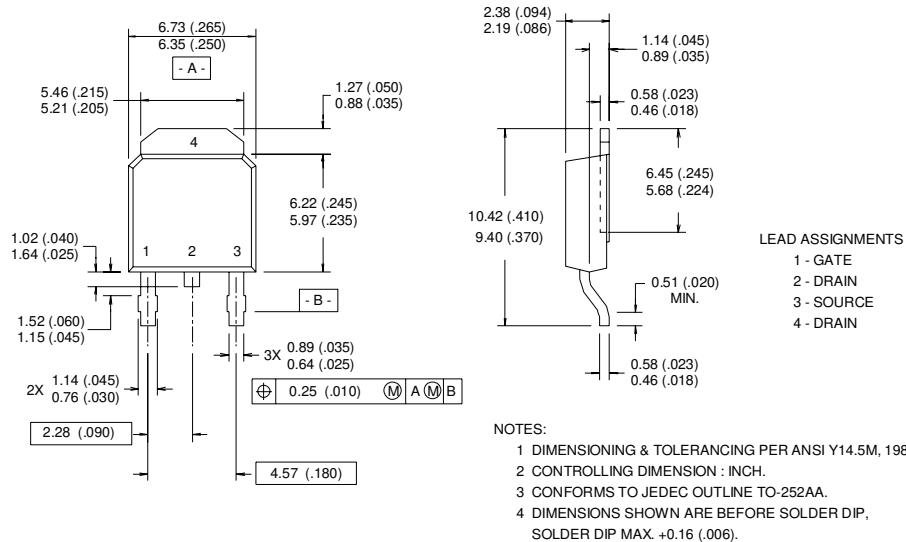 6.73 (.265)
6.35 (.250)
- A -
5.46 (.215)
5.21 (.205)
1.27 (.050)
0.88 (.035)
4
6.22 (.245)
5.97 (.235)
1.02 (.040)
1.64 (.025)
1 2 3
1.52 (.060)
1.15 (.045)
- B -
3X 0.89 (.035)
0.64 (.025)
2X 1.14 (.045)
0.76 (.030)
⌖ 0.25 (.010) Ⓜ A Ⓜ B
2.28 (.090)
4.57 (.180)
2.38 (.094)
2.19 (.086)
1.14 (.045)
0.89 (.035)
0.58 (.023)
0.46 (.018)
6.45 (.245)
5.68 (.224)
10.42 (.410)
9.40 (.370)
0.51 (.020)
MIN.
0.58 (.023)
0.46 (.018)
LEAD ASSIGNMENTS
1 - GATE
2 - DRAIN
3 - SOURCE
4 - DRAIN
NOTES:
1 DIMENSIONING & TOLERANCING PER ANSI Y14.5M, 198
2 CONTROLLING DIMENSION : INCH.
3 CONFORMS TO JEDEC OUTLINE TO-252AA.
4 DIMENSIONS SHOWN ARE BEFORE SOLDER DIP,
SOLDER DIP MAX. +0.16 (.006).